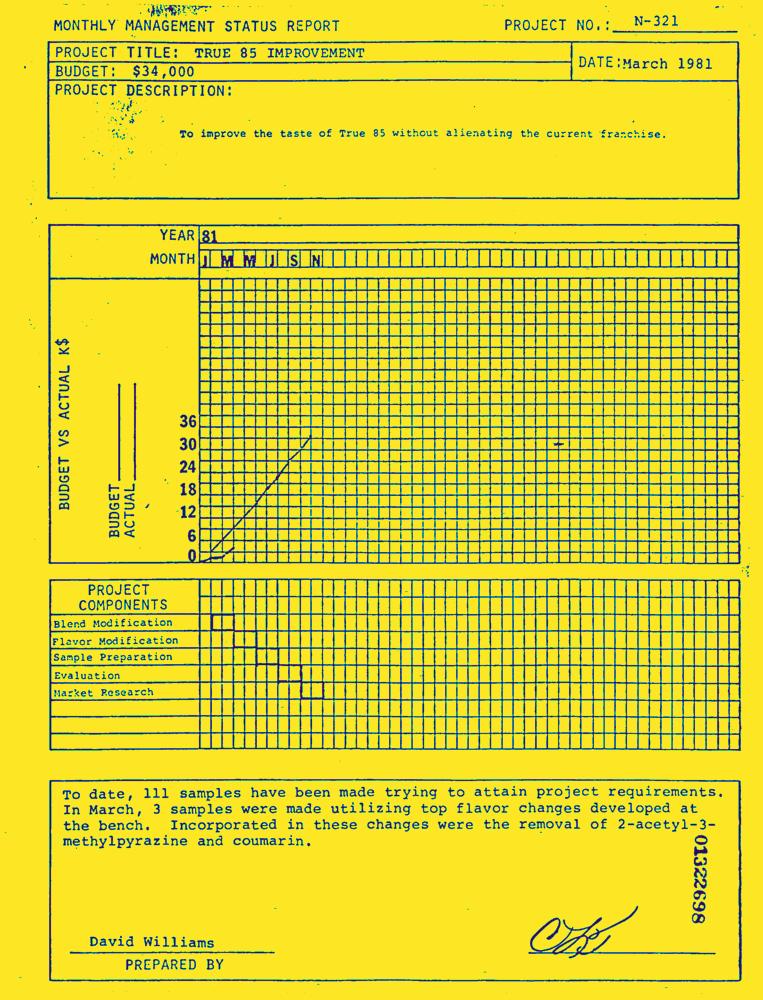 MONTHLY MANAGEMENT STATUS REPORT PROJECT NO.: N-321
PROJECT TITLE: TRUE 85 IMPROVEMENT
BUDGET: $34,000
DATE: March 1981
PROJECT DESCRIPTION:
To improve the taste of True 85 without alienating the current franchise.
YEAR 81
MONTH J M M J S N
BUDGET VS ACTUAL K$
BUDGET
ACTUAL
36
30
24
18
12
6
0
PROJECT
COMPONENTS
Blend Modification
Flavor Modification
Sample Preparation
Evaluation
Market Research
To date, 111 samples have been made trying to attain project requirements.
In March, 3 samples were made utilizing top flavor changes developed at
the bench. Incorporated in these changes were the removal of 2-acetyl-3-
methylpyrazine and coumarin.
01322698
David Williams
PREPARED BY